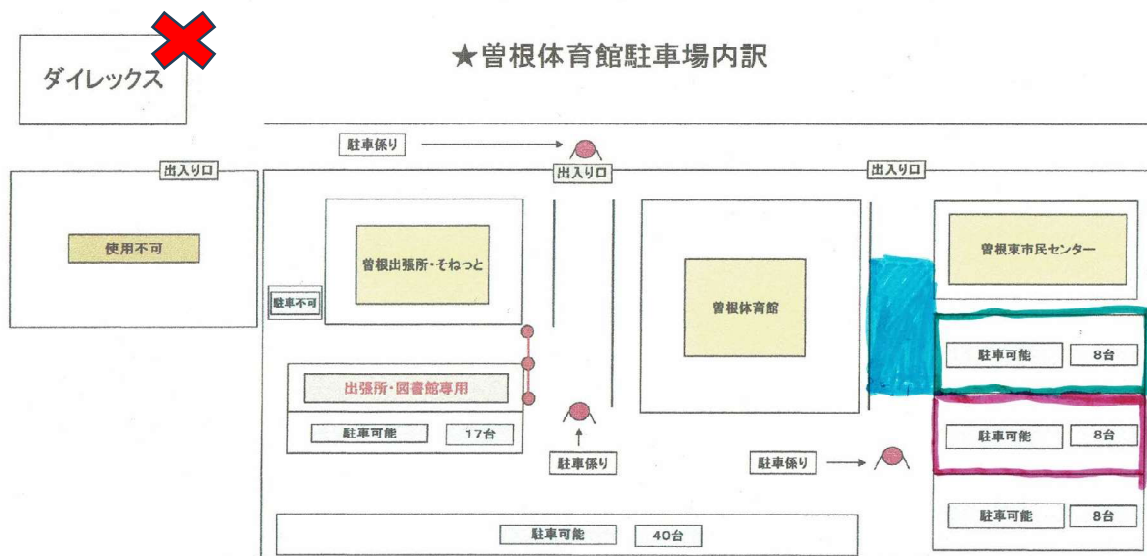 ★曽根体育館駐車場内訳
ダイレックス
駐車係り
出入り口
出入り口
出入り口
使用不可
曽根出張所・そねっと
曽根体育館
曽根東市民センター
駐車不可
駐車可能 8台
出張所・図書館専用
駐車可能 17台
駐車可能 8台
駐車係り
駐車係り
駐車可能 8台
駐車可能 40台